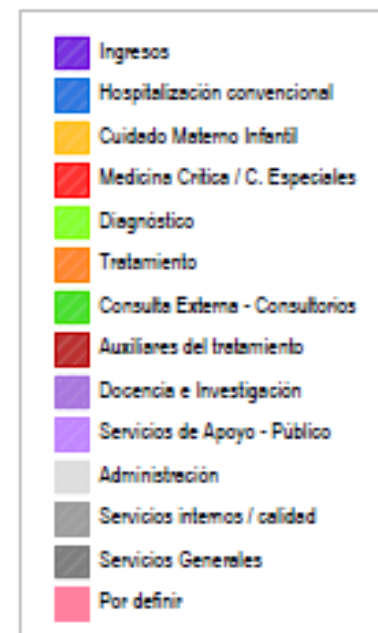 Ingresos
Hospitalización convencional
Cuidado Materno Infantil
Medicina Crítica / C. Especiales
Diagnóstico
Tratamiento
Consulta Externa - Consultorios
Auxiliares del tratamiento
Docencia e Investigación
Servicios de Apoyo - Público
Administración
Servicios internos / calidad
Servicios Generales
Por definir